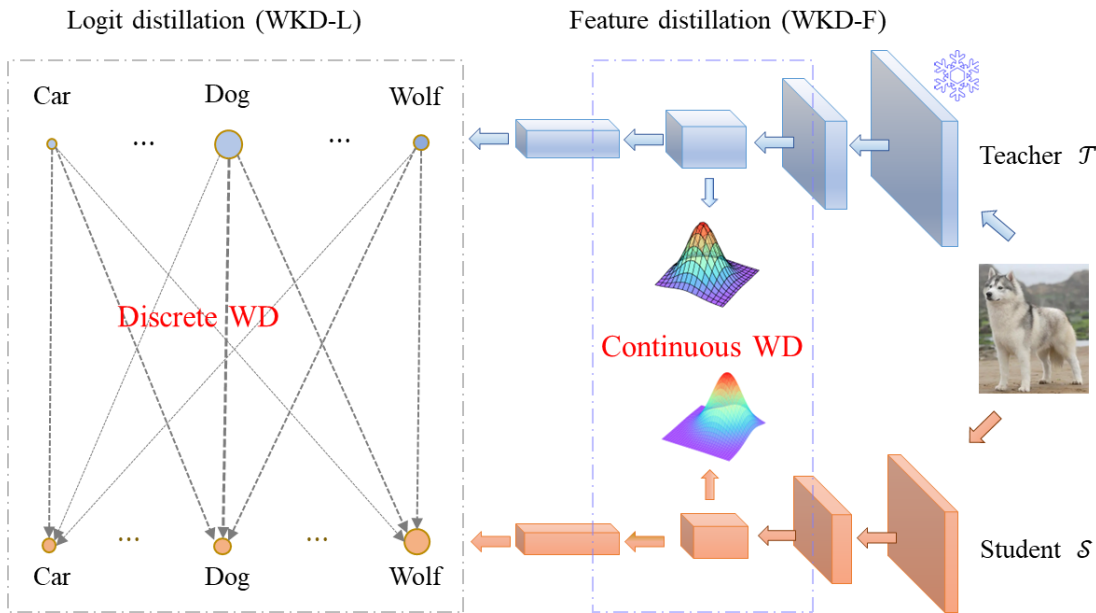 Logit distillation (WKD-L)
Feature distillation (WKD-F)
Car
Dog
Wolf
...
...
Teacher 𝒯
Discrete WD
Continuous WD
...
...
Student 𝒮
Car
Dog
Wolf